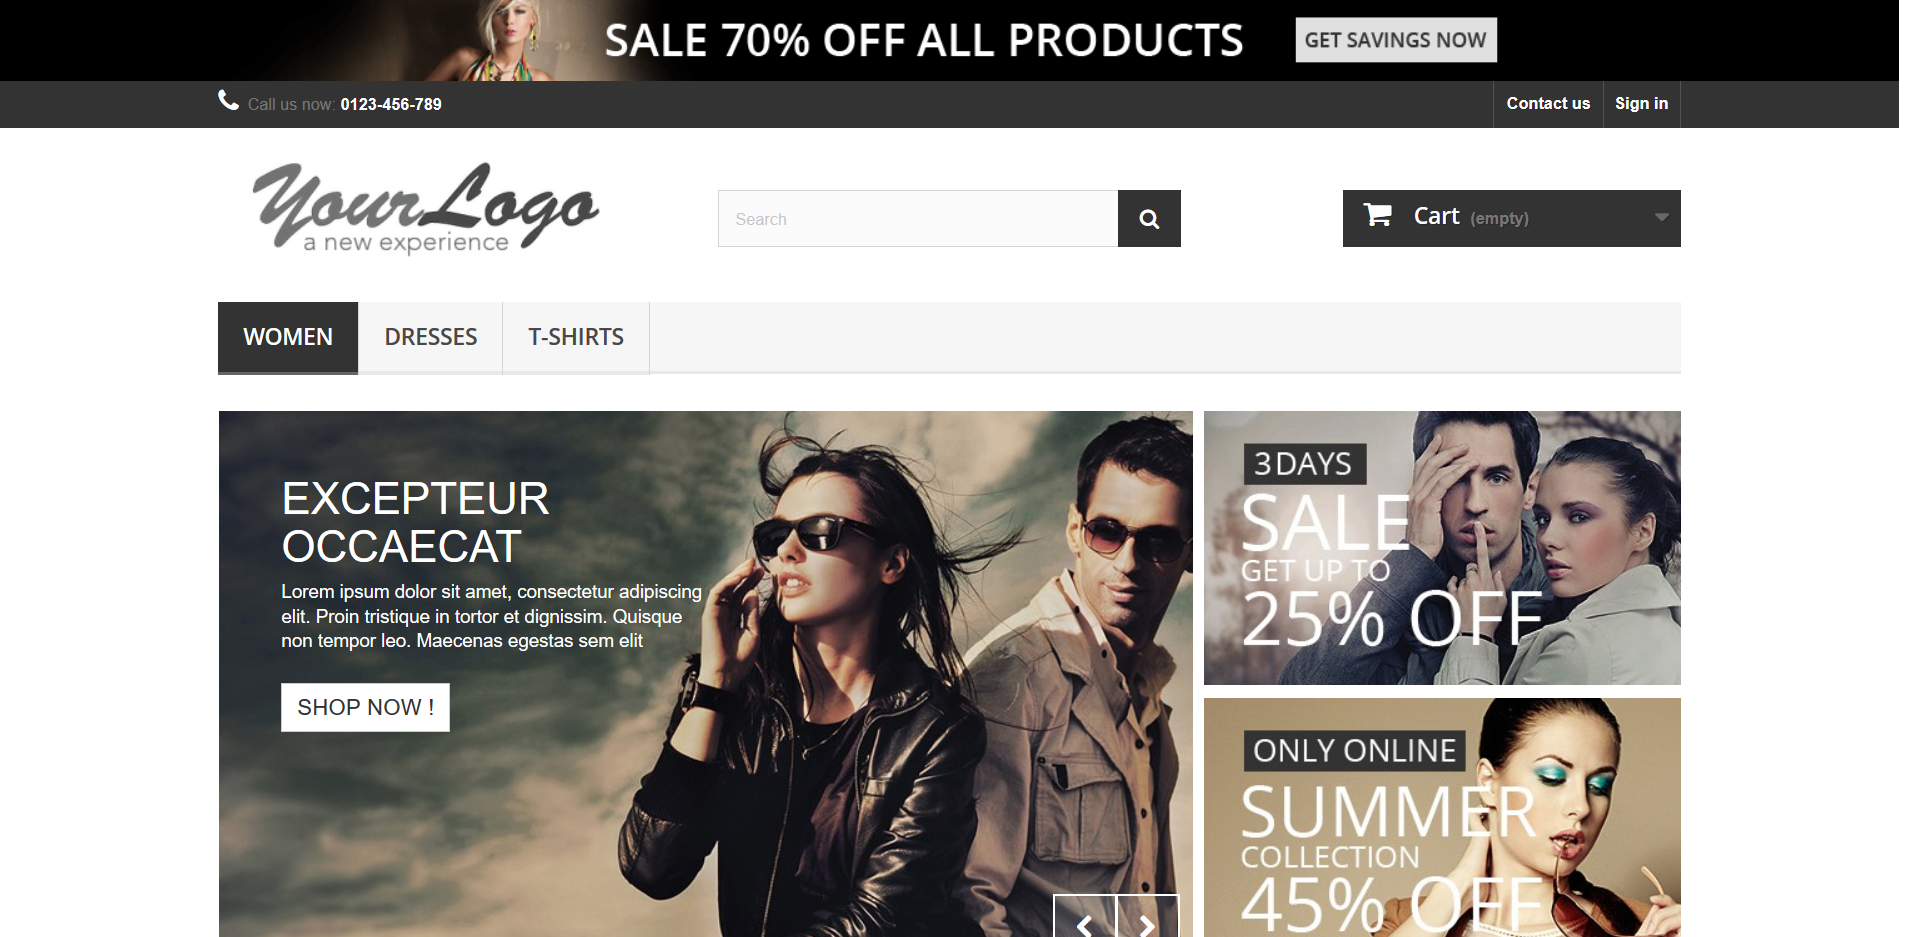 SALE 70% OFF ALL PRODUCTS
GET SAVINGS NOW
Call us now: 0123-456-789
Contact us
Sign in
YourLogo
a new experience
Search
Cart (empty)
WOMEN
DRESSES
T-SHIRTS
EXCEPTEUR
OCCAECAT
Lorem ipsum dolor sit amet, consectetur adipiscing
elit. Proin tristique in tortor et dignissim. Quisque
non tempor leo. Maecenas egestas sem elit
SHOP NOW !
3 DAYS
SALE
GET UP TO
25% OFF
ONLY ONLINE
SUMMER
COLLECTION
45% OFF